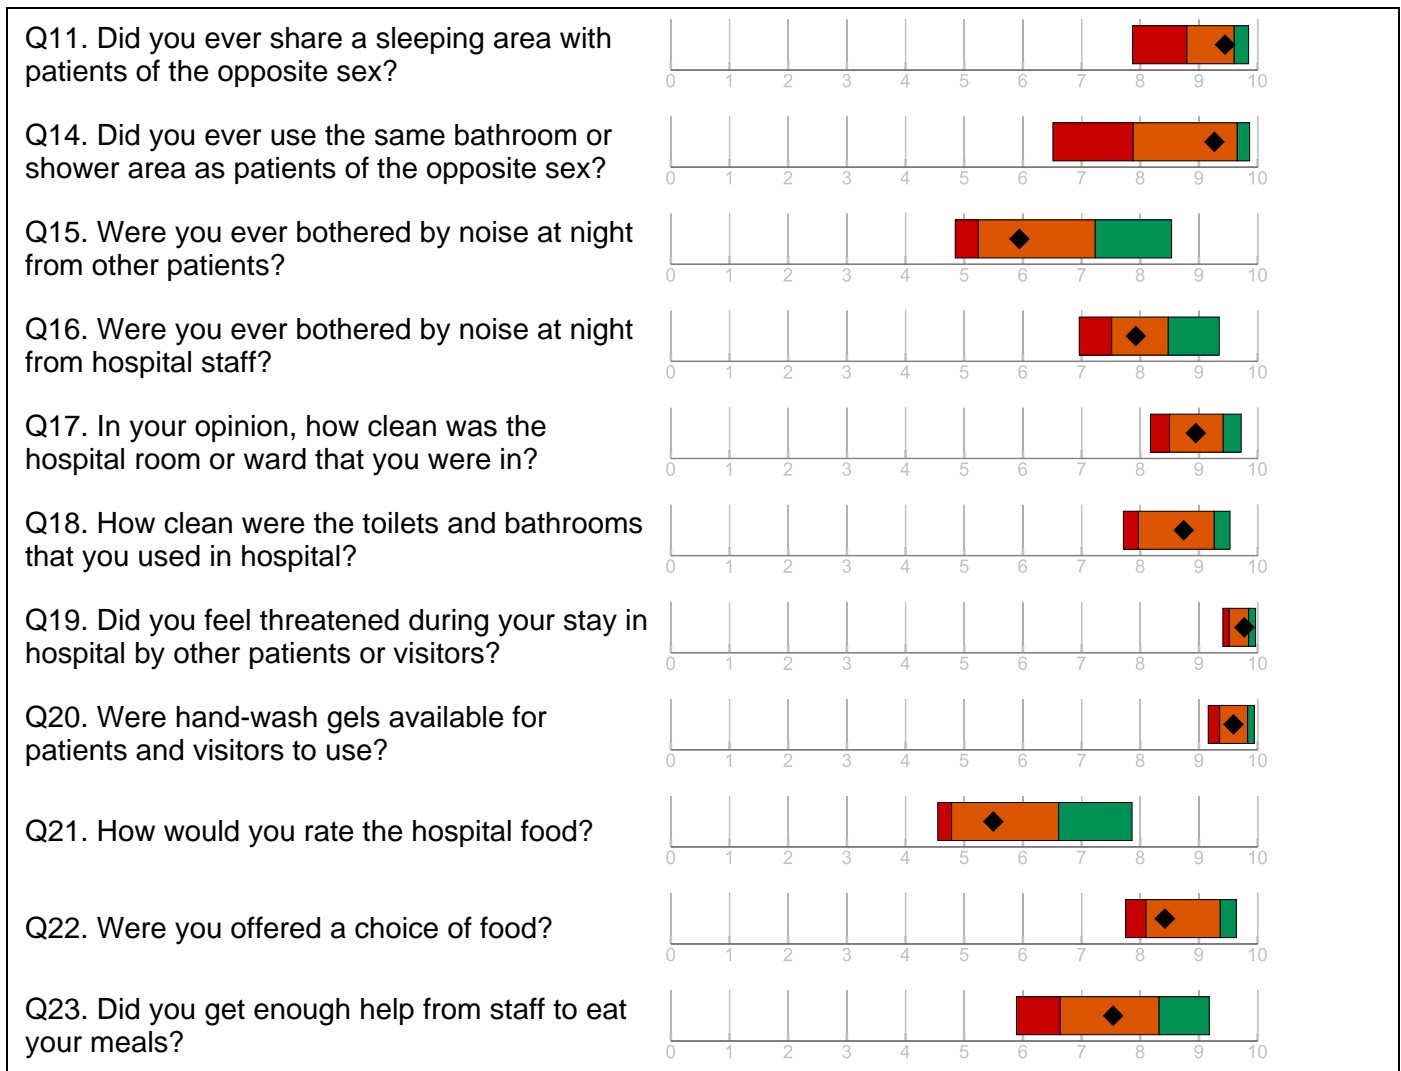 Q11. Did you ever share a sleeping area with
patients of the opposite sex?
0 1 2 3 4 5 6 7 8 9 10
Q14. Did you ever use the same bathroom or
shower area as patients of the opposite sex?
0 1 2 3 4 5 6 7 8 9 10
Q15. Were you ever bothered by noise at night
from other patients?
0 1 2 3 4 5 6 7 8 9 10
Q16. Were you ever bothered by noise at night
from hospital staff?
0 1 2 3 4 5 6 7 8 9 10
Q17. In your opinion, how clean was the
hospital room or ward that you were in?
0 1 2 3 4 5 6 7 8 9 10
Q18. How clean were the toilets and bathrooms
that you used in hospital?
0 1 2 3 4 5 6 7 8 9 10
Q19. Did you feel threatened during your stay in
hospital by other patients or visitors?
0 1 2 3 4 5 6 7 8 9 10
Q20. Were hand-wash gels available for
patients and visitors to use?
0 1 2 3 4 5 6 7 8 9 10
Q21. How would you rate the hospital food?
0 1 2 3 4 5 6 7 8 9 10
Q22. Were you offered a choice of food?
0 1 2 3 4 5 6 7 8 9 10
Q23. Did you get enough help from staff to eat
your meals?
0 1 2 3 4 5 6 7 8 9 10